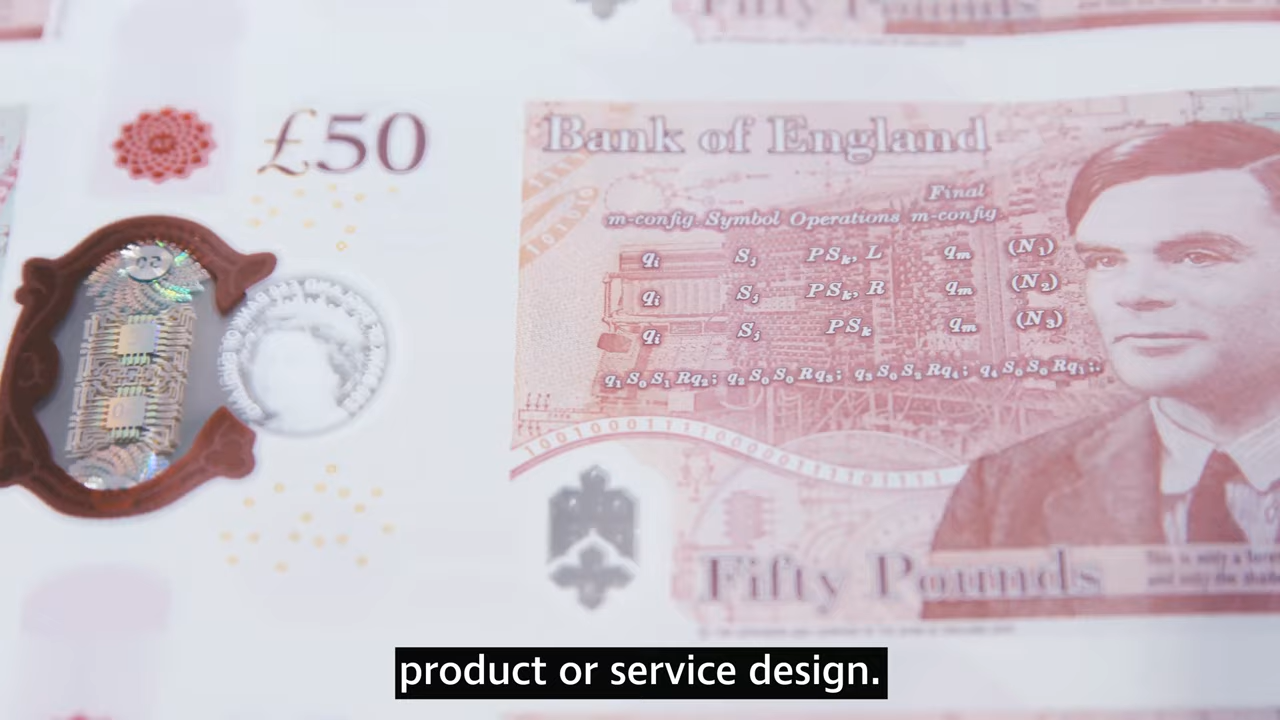 Fifty Pounds
£50
Bank of England
Final
m-config. Symbol Operations m-config
qi Sj PSk, L qm (N1)
qi Sj PSk, R qm (N2)
qi Sj PSk qm (N3)
q1 S0 S1 Rq2; q2 S0 S0 Rq3; q3 S0 S2 Rq4; q4 S0 S0 Rq1;.
Fifty Pounds
product or service design.